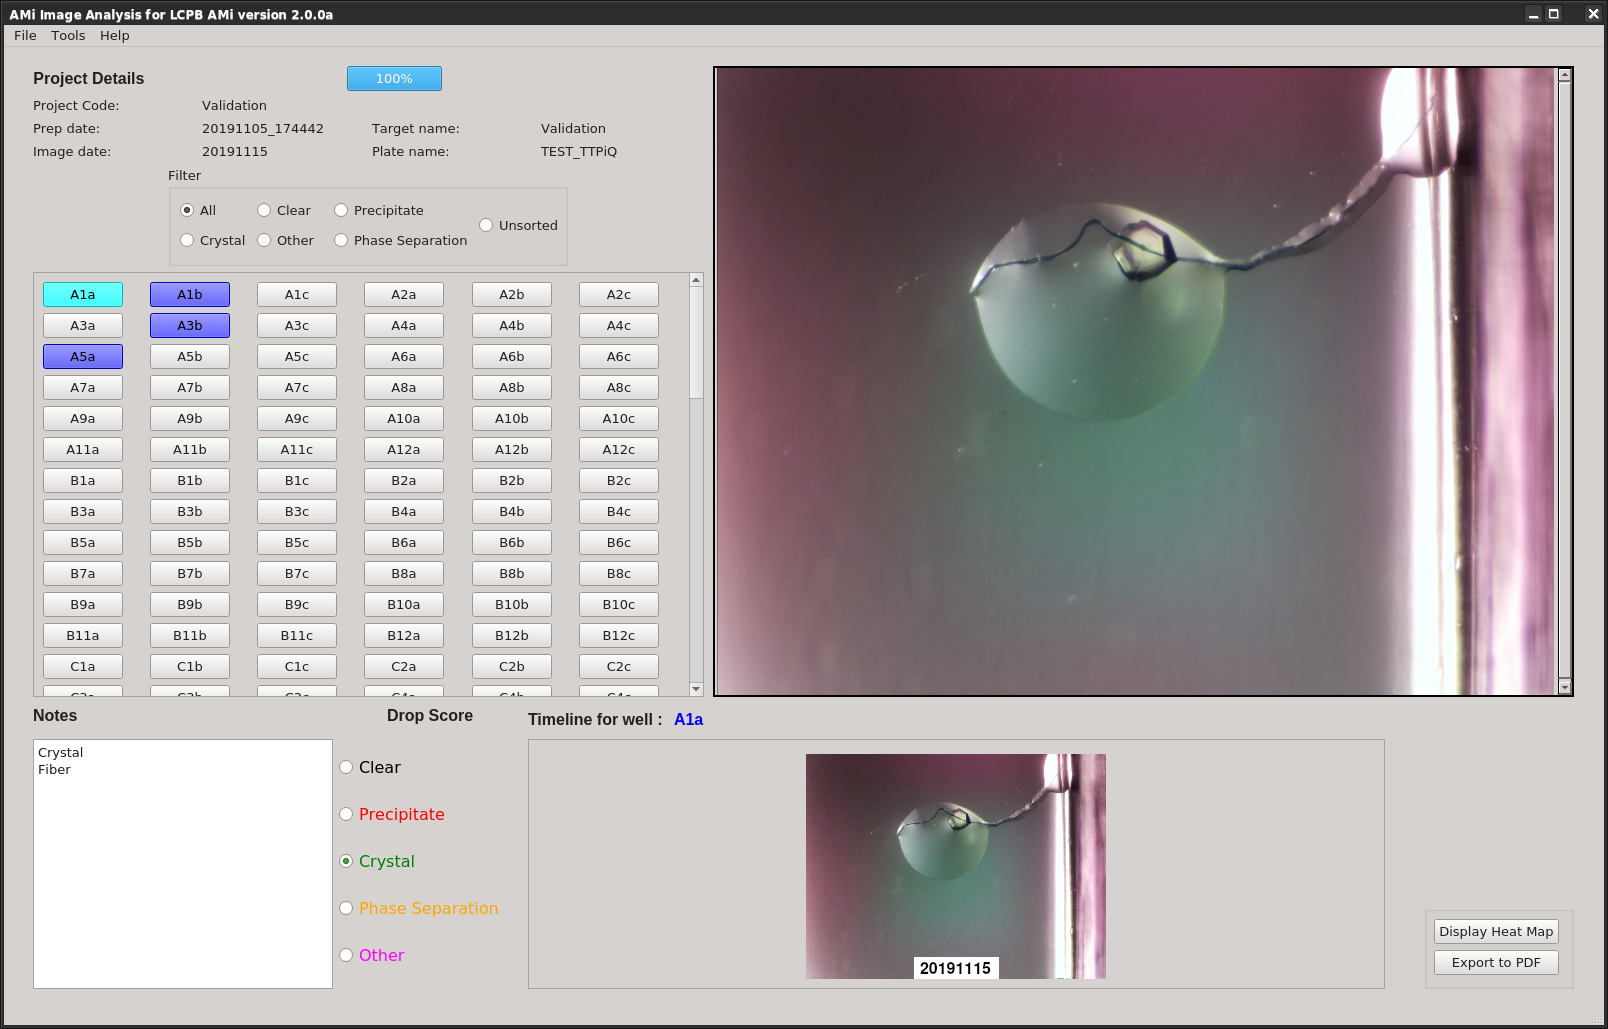 AMi Image Analysis for LCPB AMi version 2.0.0a
File Tools Help
Project Details 100%
Project Code: Validation
Prep date: 20191105_174442 Target name: Validation
Image date: 20191115 Plate name: TEST_TTPiQ
Filter
All Clear Precipitate
Unsorted
Crystal Other Phase Separation
A1a A1b A1c A2a A2b A2c
A3a A3b A3c A4a A4b A4c
A5a A5b A5c A6a A6b A6c
A7a A7b A7c A8a A8b A8c
A9a A9b A9c A10a A10b A10c
A11a A11b A11c A12a A12b A12c
B1a B1b B1c B2a B2b B2c
B3a B3b B3c B4a B4b B4c
B5a B5b B5c B6a B6b B6c
B7a B7b B7c B8a B8b B8c
B9a B9b B9c B10a B10b B10c
B11a B11b B11c B12a B12b B12c
C1a C1b C1c C2a C2b C2c
Notes
Crystal
Fiber
Drop Score
Clear
Precipitate
Crystal
Phase Separation
Other
Timeline for well : A1a
20191115
Display Heat Map
Export to PDF